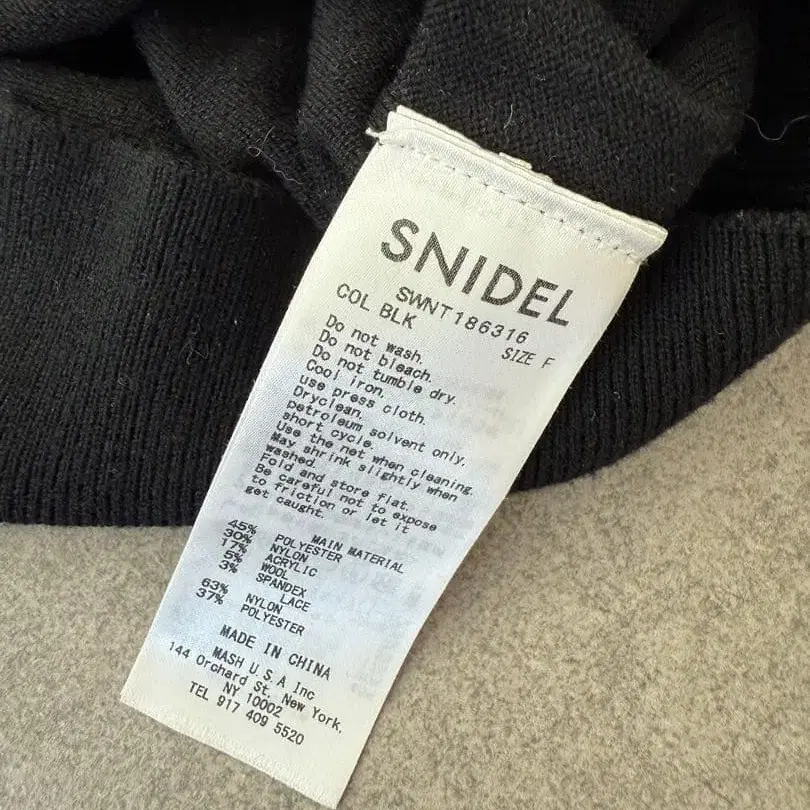 SNIDEL
SWNT186316
COL BLK SIZE F
Do not wash.
Do not bleach.
Do not tumble dry.
Cool iron,
use press cloth.
Dryclean,
petroleum solvent only,
short cycle.
Use the net when cleaning.
May shrink slightly when
washed.
Fold and store flat.
Be careful not to expose
to friction or let it
get caught.
MAIN MATERIAL
45% POLYESTER
30% NYLON
17% ACRYLIC
5% WOOL
3% SPANDEX
LACE
63% NYLON
37% POLYESTER
MADE IN CHINA
MASH U.S.A Inc
144 Orchard St. New York,
NY 10002
TEL 917 409 5520